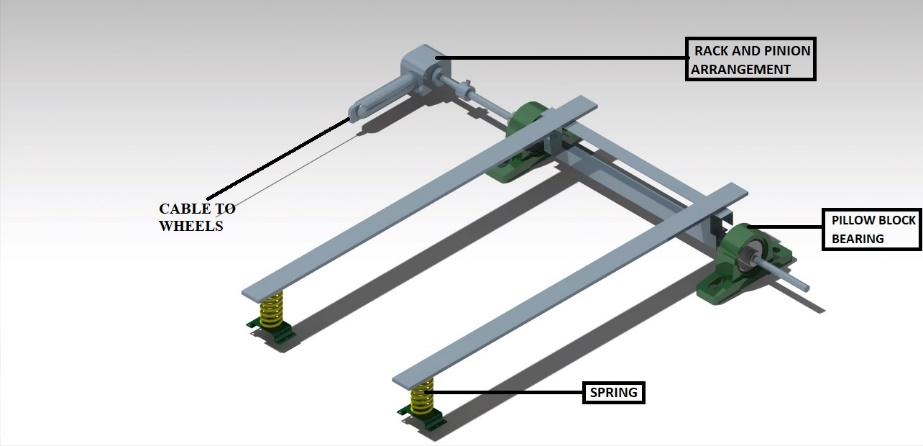 RACK AND PINION
ARRANGEMENT
CABLE TO
WHEELS
PILLOW BLOCK
BEARING
SPRING